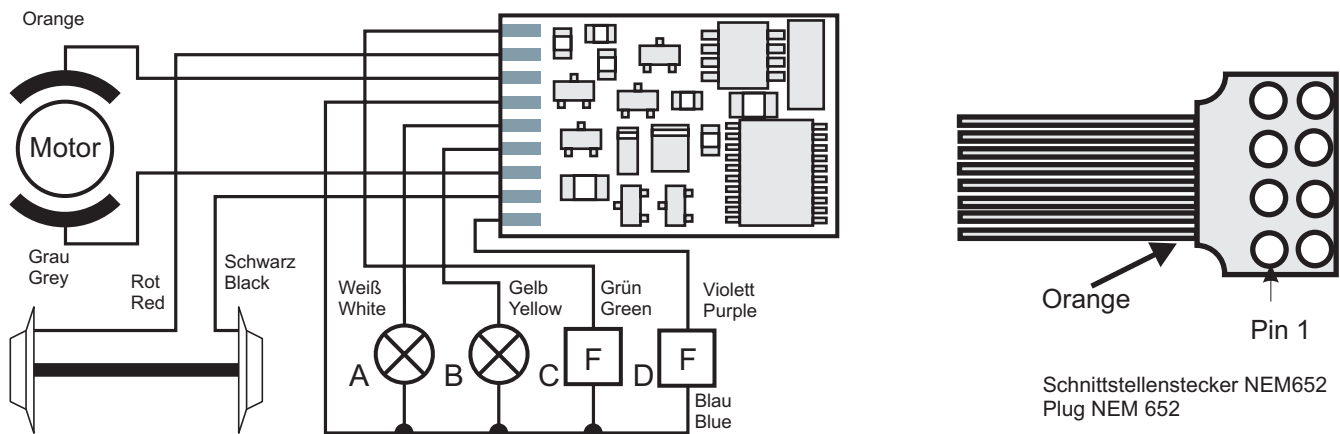 Orange
Motor
Grau
Grey
Rot
Red
Schwarz
Black
Weiß
White
Gelb
Yellow
Grün
Green
Violett
Purple
A
B
C
F
D
F
Blau
Blue
Orange
Pin 1
Schnittstellenstecker NEM652
Plug NEM 652